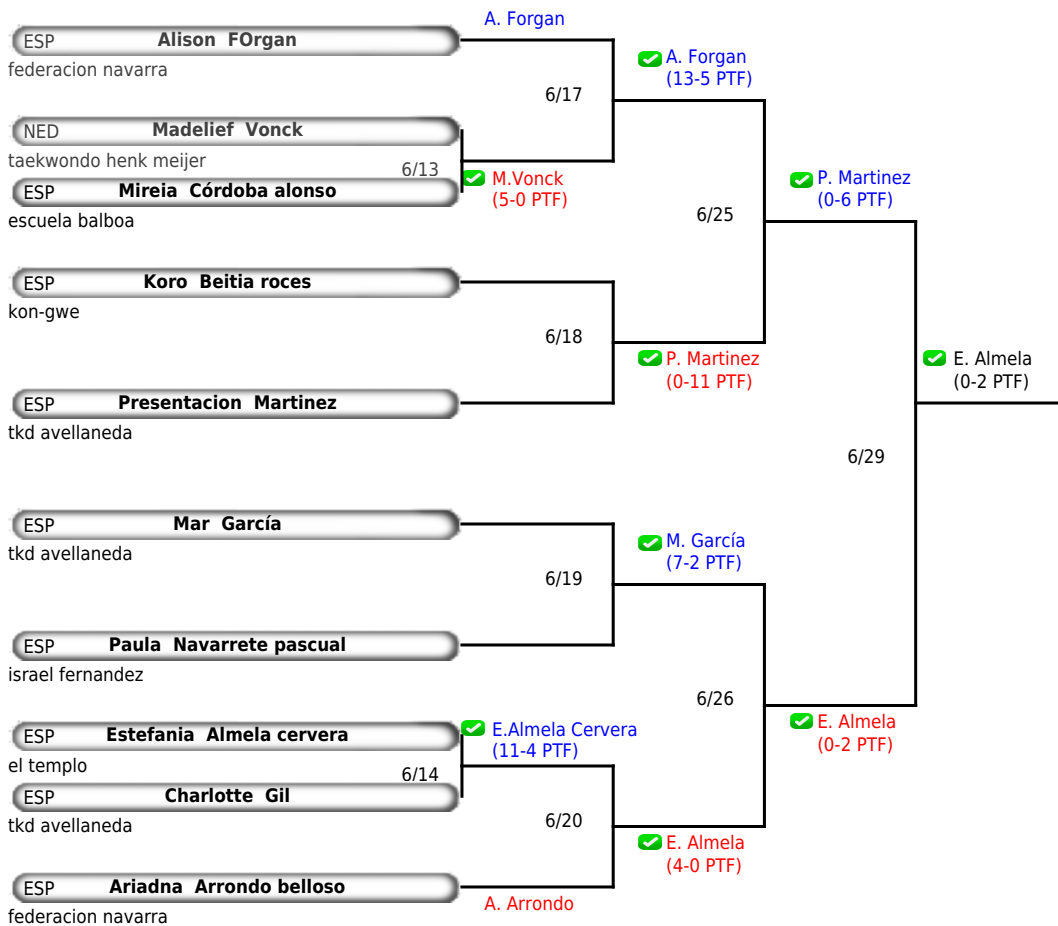 A. Forgan
ESP Alison FOrgan
federacion navarra
A. Forgan
(13-5 PTF)
6/17
NED Madelief Vonck
taekwondo henk meijer
6/13
ESP Mireia Córdoba alonso
escuela balboa
M.Vonck
(5-0 PTF)
P. Martinez
(0-6 PTF)
6/25
ESP Koro Beitia roces
kon-gwe
6/18
P. Martinez
(0-11 PTF)
E. Almela
(0-2 PTF)
ESP Presentacion Martinez
tkd avellaneda
6/29
ESP Mar García
tkd avellaneda
M. García
(7-2 PTF)
6/19
ESP Paula Navarrete pascual
israel fernandez
6/26
ESP Estefania Almela cervera
el templo
E.Almela Cervera
(11-4 PTF)
E. Almela
(0-2 PTF)
6/14
ESP Charlotte Gil
tkd avellaneda
6/20
E. Almela
(4-0 PTF)
ESP Ariadna Arrondo belloso
federacion navarra
A. Arrondo